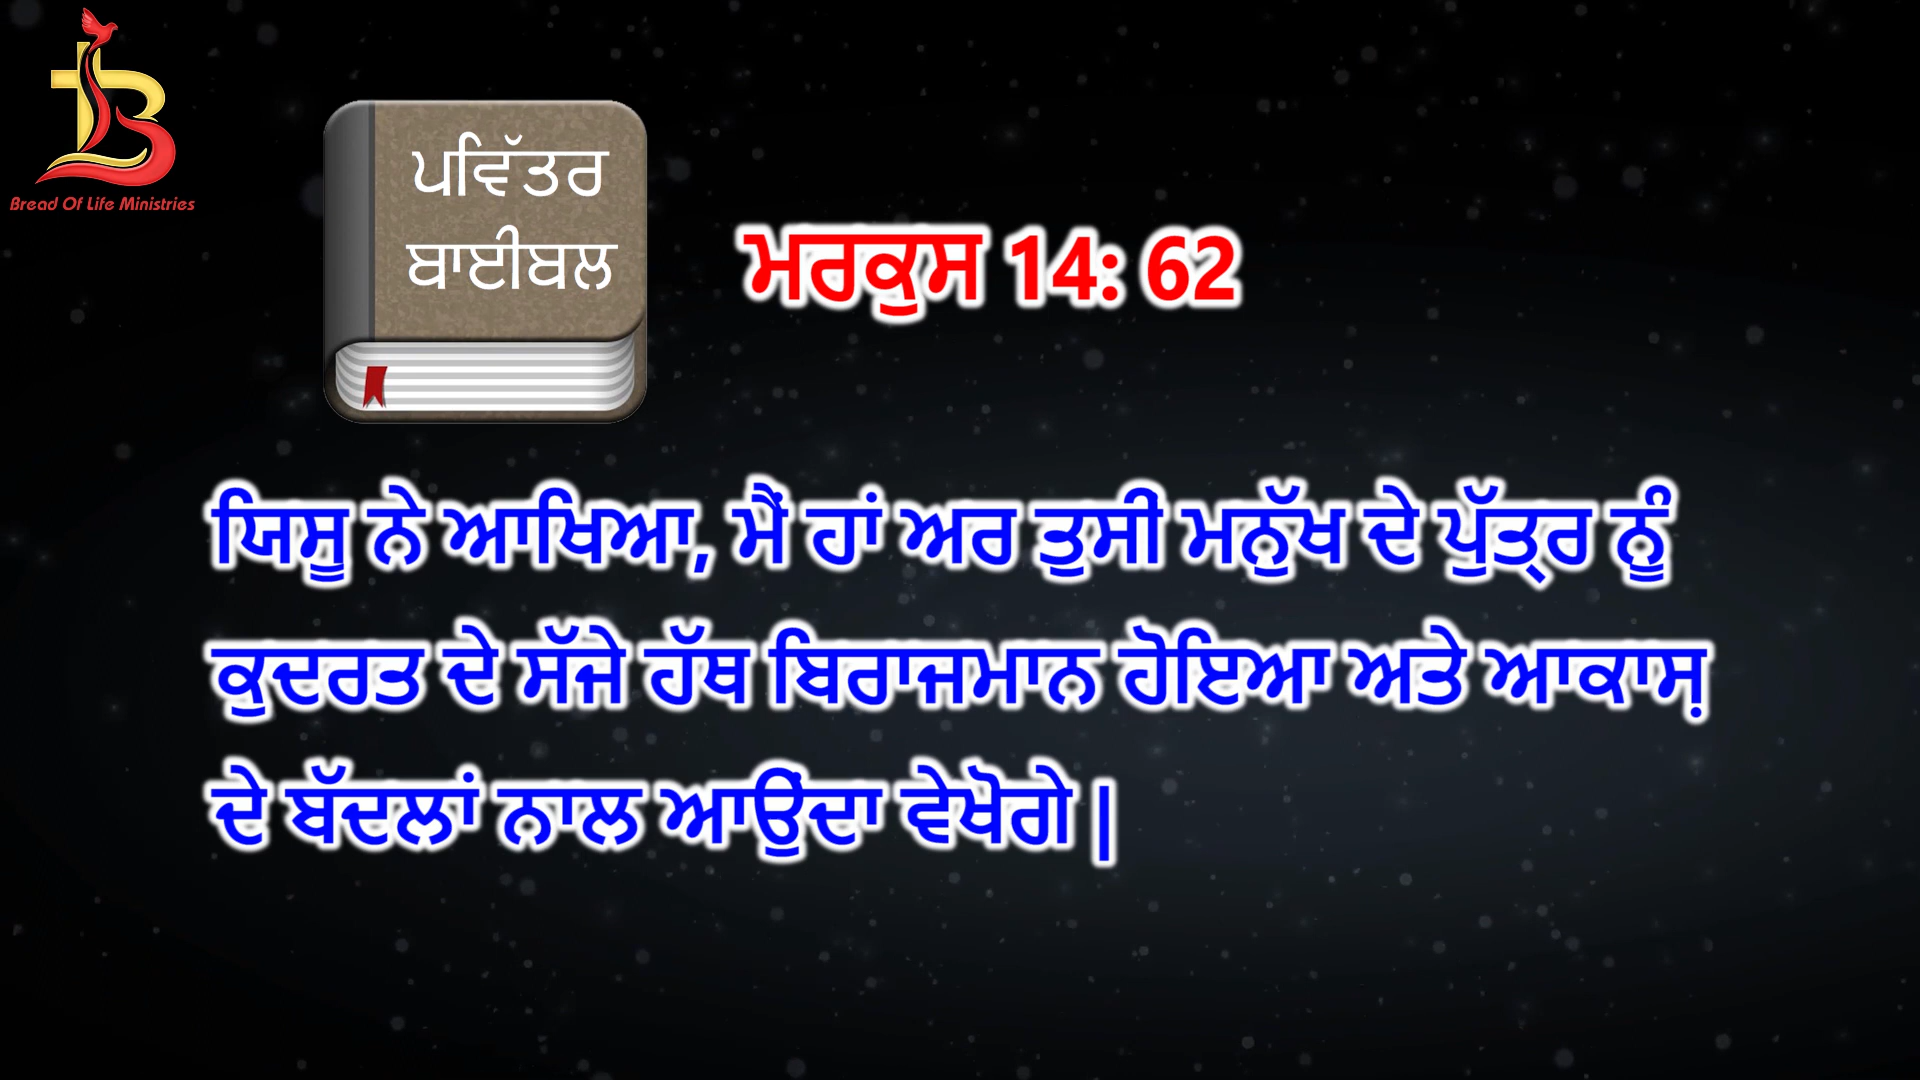 Bread Of Life Ministries
ਪਵਿੱਤਰ
ਬਾਈਬਲ
ਮਰਕੁਸ 14: 62
ਯਿਸੂ ਨੇ ਆਖਿਆ, ਮੈਂ ਹਾਂ ਅਰ ਤੁਸੀਂ ਮਨੁੱਖ ਦੇ ਪੁੱਤ੍ਰ ਨੂੰ
ਕੁਦਰਤ ਦੇ ਸੱਜੇ ਹੱਥ ਬਿਰਾਜਮਾਨ ਹੋਇਆ ਅਤੇ ਆਕਾਸ਼
ਦੇ ਬੱਦਲਾਂ ਨਾਲ ਆਉਂਦਾ ਵੇਖੋਗੇ |